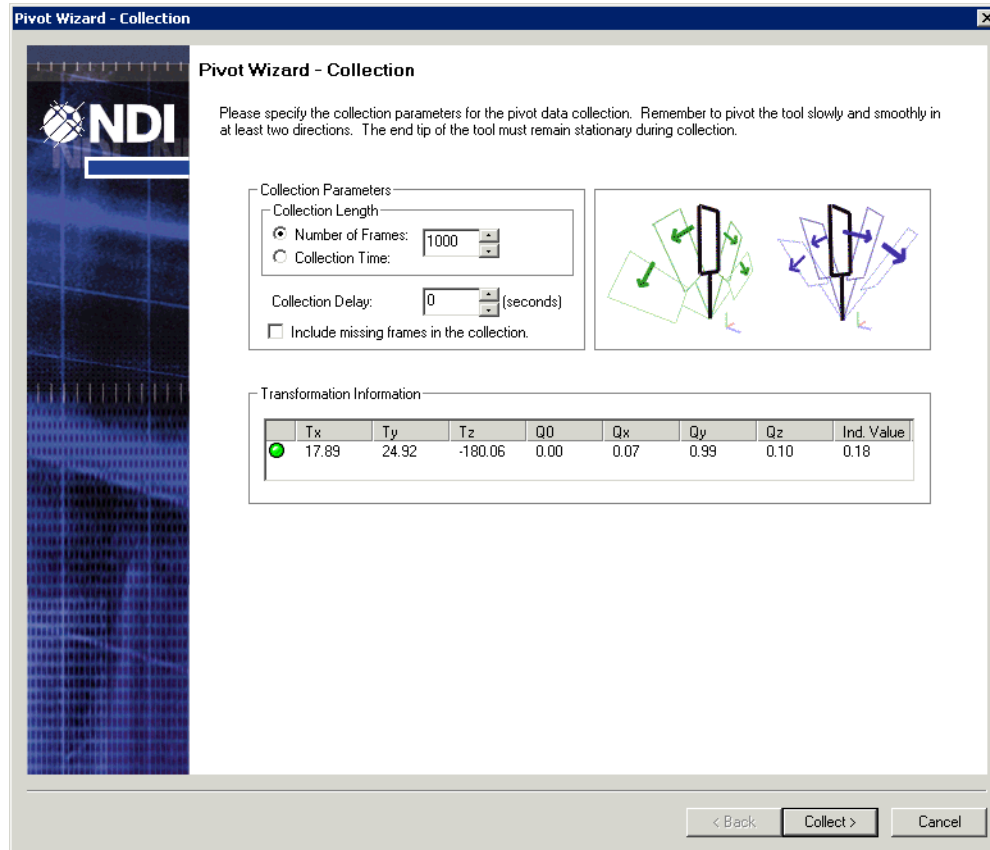 Pivot Wizard - Collection
NDI
Pivot Wizard - Collection
Please specify the collection parameters for the pivot data collection. Remember to pivot the tool slowly and smoothly in
at least two directions. The end tip of the tool must remain stationary during collection.
Collection Parameters
Collection Length
Number of Frames: 1000
Collection Time:
Collection Delay: 0 (seconds)
Include missing frames in the collection.
Transformation Information
Tx Ty Tz Q0 Qx Qy Qz Ind. Value
17.89 24.92 -180.06 0.00 0.07 0.99 0.10 0.18
< Back Collect > Cancel